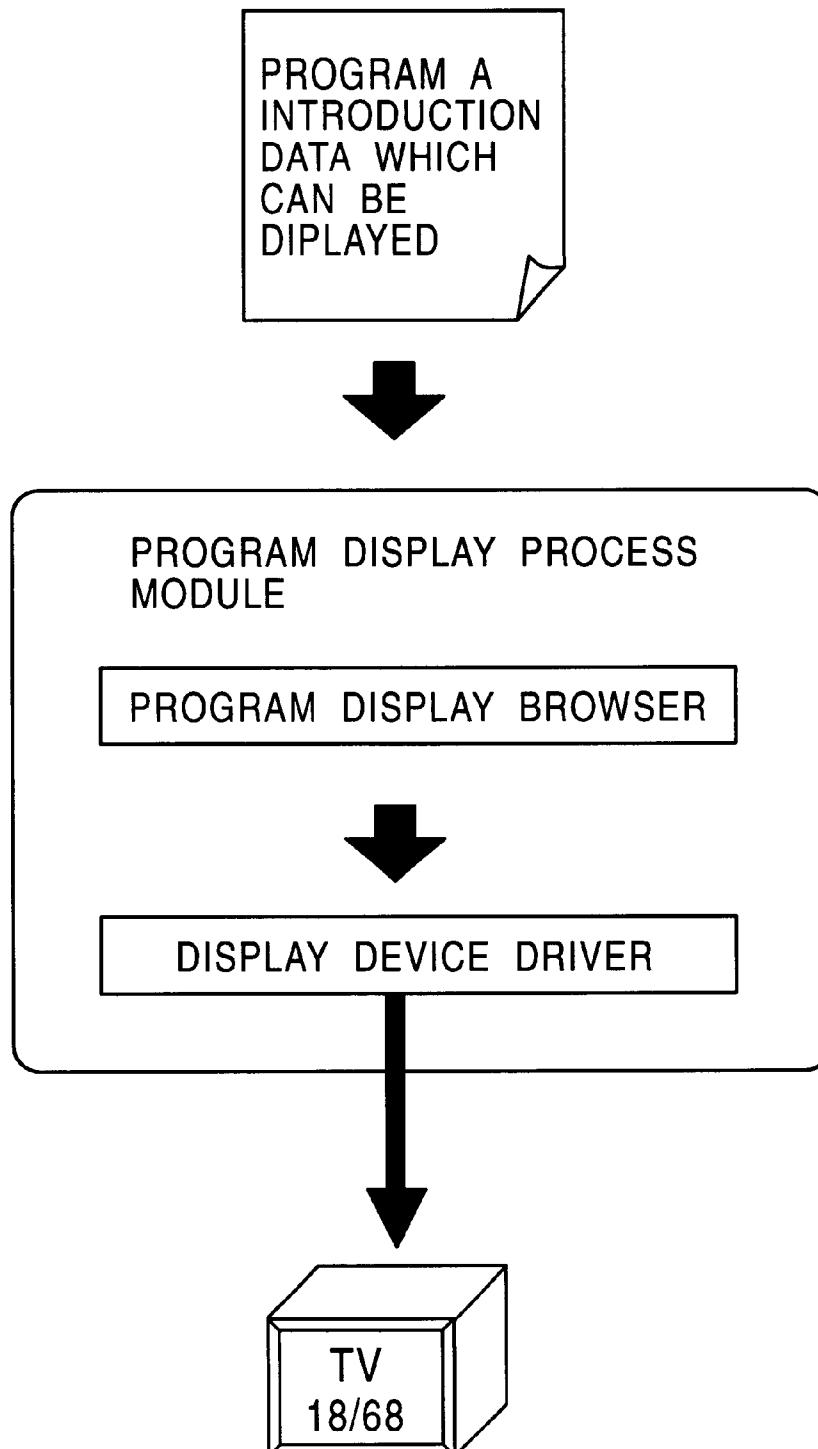 PROGRAM A
INTRODUCTION
DATA WHICH
CAN BE
DIPLAYED
PROGRAM DISPLAY PROCESS
MODULE
PROGRAM DISPLAY BROWSER
DISPLAY DEVICE DRIVER
TV
18/68